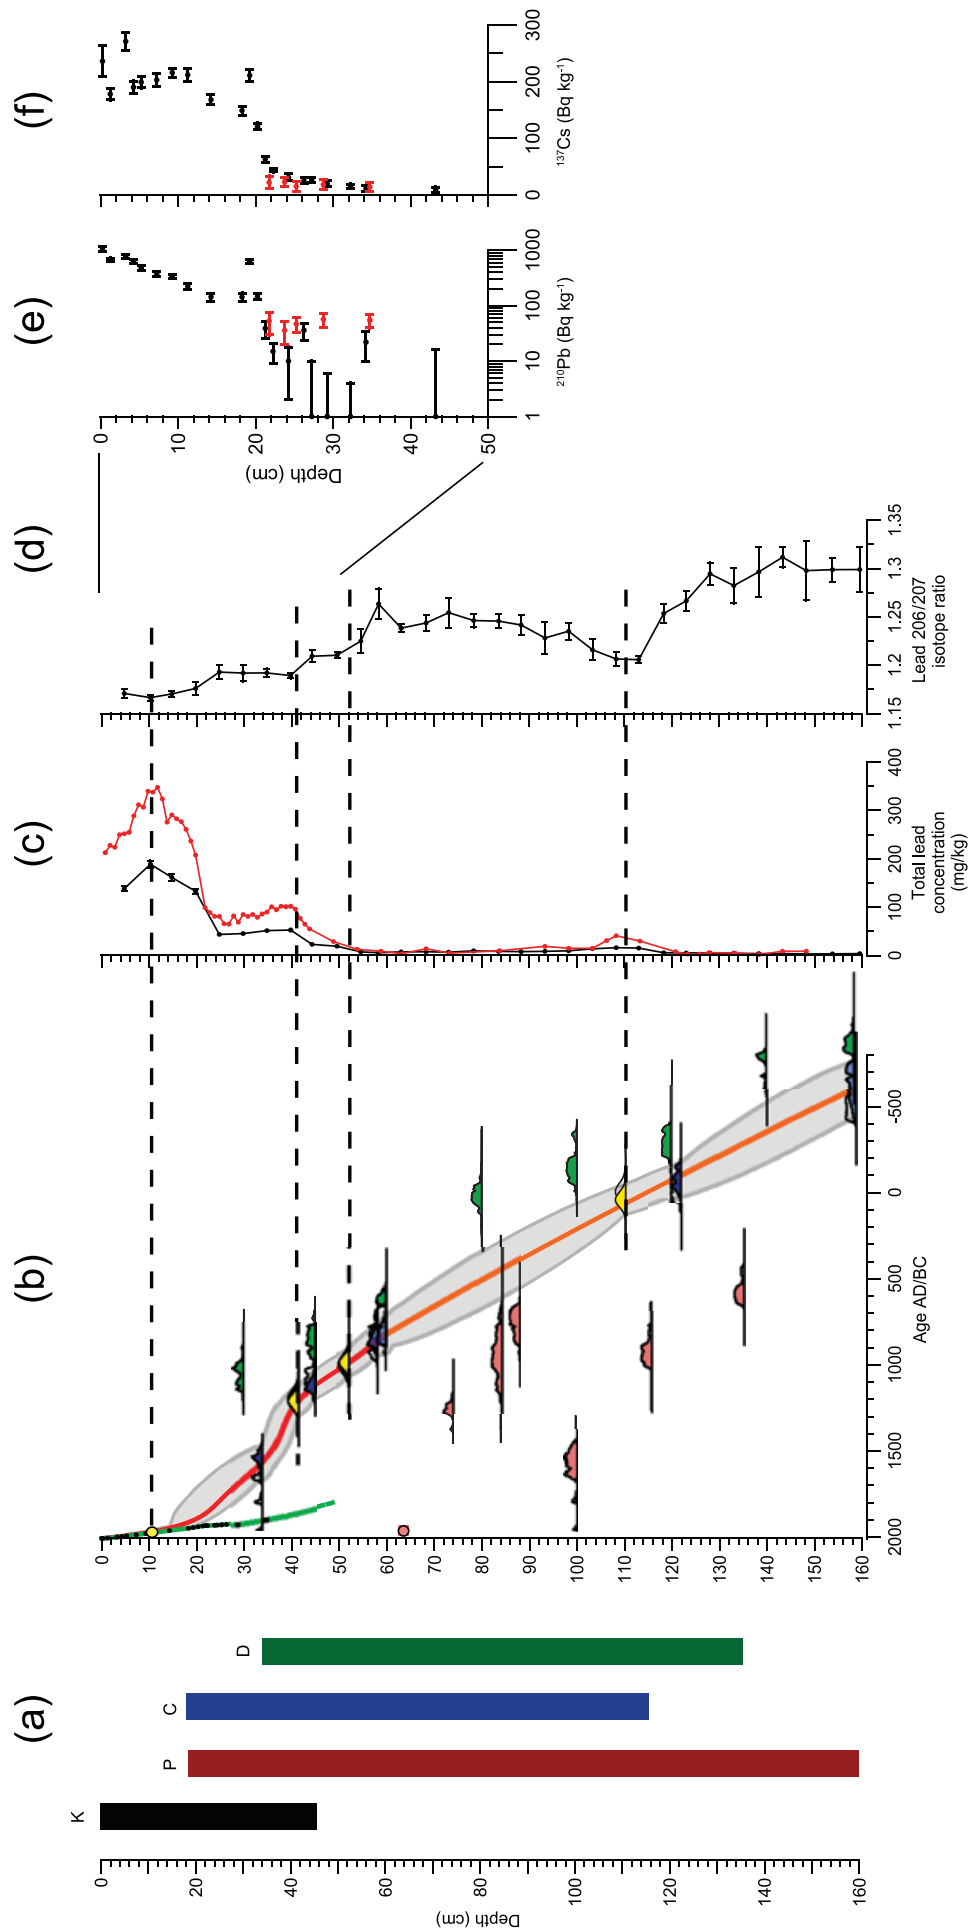 (a)
(b)
(c)
(d)
(e)
(f)
K
P
C
D
0
20
40
60
80
100
120
140
160
Depth (cm)
0
10
20
30
40
50
60
70
80
90
100
110
120
130
140
150
160
2000
1500
1000
500
0
-500
Age AD/BC
0
100
200
300
400
Total lead
concentration
(mg/kg)
1.15
1.2
1.25
1.3
1.35
Lead 206/207
isotope ratio
0
10
20
30
40
50
Depth (cm)
1
10
100
1000
²¹⁰Pb (Bq kg⁻¹)
0
100
200
300
¹³⁷Cs (Bq kg⁻¹)